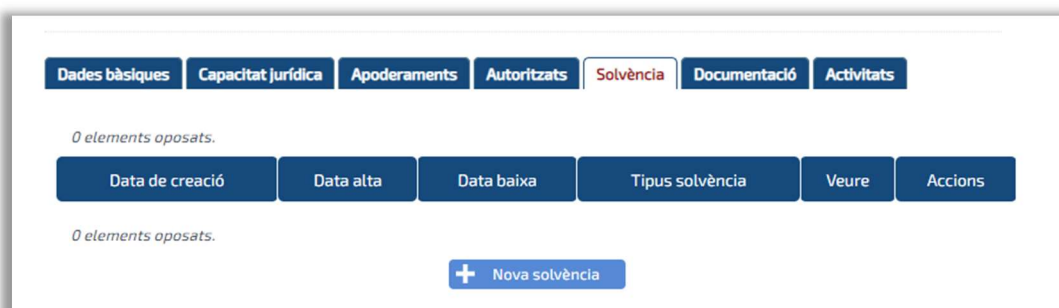 Dades bàsiques Capacitat jurídica Apoderaments Autoritzats Solvència Documentació Activitats
0 elements oposats.
Data de creació Data alta Data baixa Tipus solvència Veure Accions
0 elements oposats.
Nova solvència